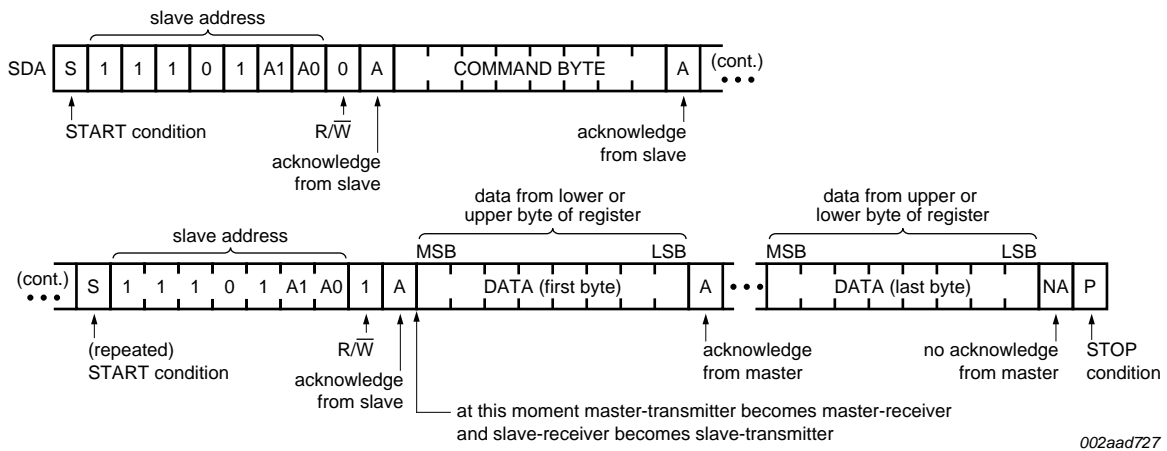 slave address
SDA S 1 1 1 0 1 A1 A0 0 A COMMAND BYTE A (cont.)
START condition R/W̅ acknowledge from slave acknowledge from slave
data from lower or upper byte of register data from upper or lower byte of register
slave address MSB LSB MSB LSB
(cont.) S 1 1 1 0 1 A1 A0 1 A DATA (first byte) A DATA (last byte) NA P
(repeated) START condition R/W̅ acknowledge from slave acknowledge from master no acknowledge from master STOP condition
at this moment master-transmitter becomes master-receiver
and slave-receiver becomes slave-transmitter
002aad727